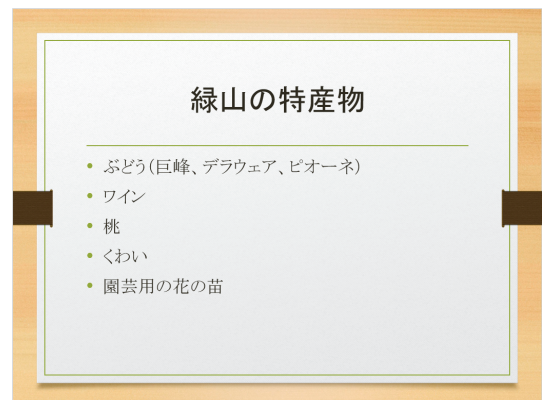 緑山の特産物
• ぶどう(巨峰、デラウェア、ピオーネ)
• ワイン
• 桃
• くわい
• 園芸用の花の苗